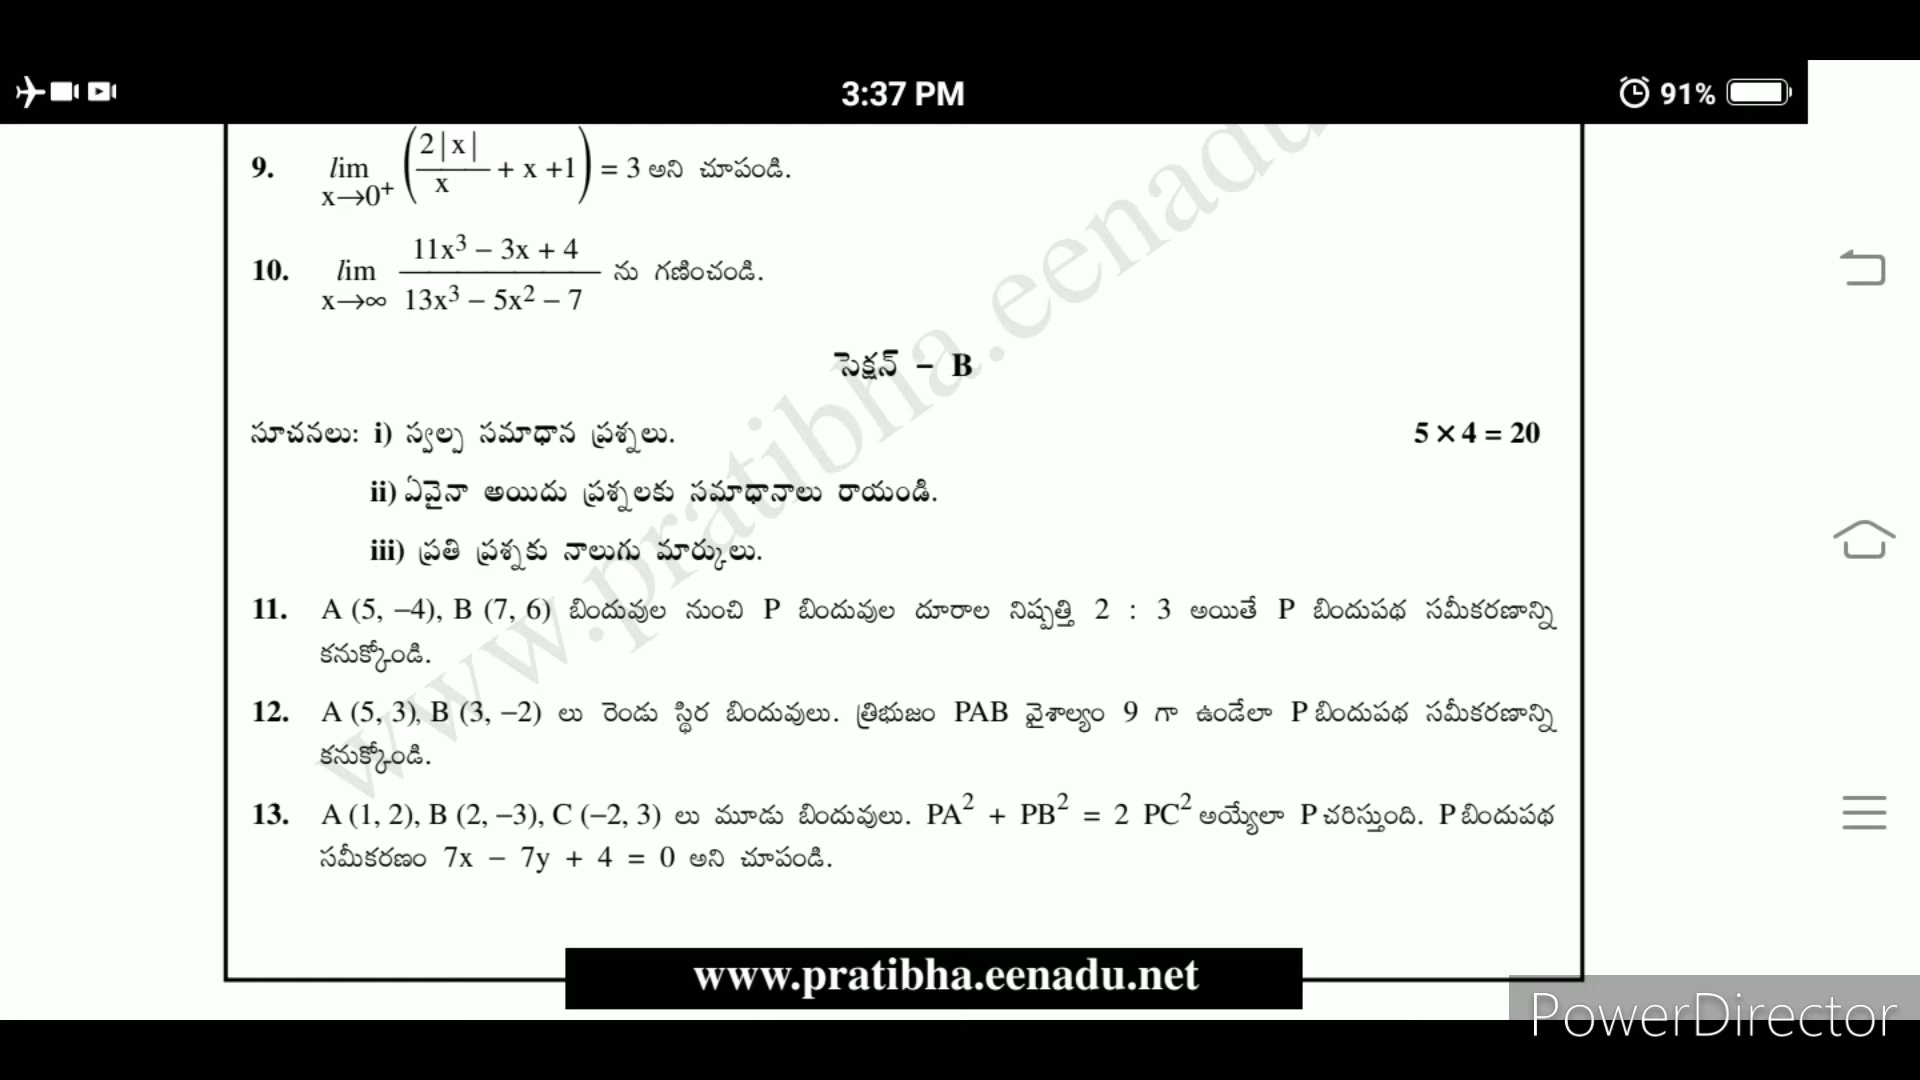 3:37 PM
91%
9. lim x→0+ (2|x|/x + x +1) = 3 అని చూపండి.
10. lim x→∞ (11x³ – 3x + 4)/(13x³ – 5x² – 7) ను గణించండి.
సెక్షన్ – B
సూచనలు: i) స్వల్ప సమాధాన ప్రశ్నలు. 5 × 4 = 20
ii) ఏవైనా అయిదు ప్రశ్నలకు సమాధానాలు రాయండి.
iii) ప్రతి ప్రశ్నకు నాలుగు మార్కులు.
11. A (5, –4), B (7, 6) బిందువుల నుంచి P బిందువుల దూరాల నిష్పత్తి 2 : 3 అయితే P బిందుపథ సమీకరణాన్ని
కనుక్కోండి.
12. A (5, 3), B (3, –2) లు రెండు స్థిర బిందువులు. త్రిభుజం PAB వైశాల్యం 9 గా ఉండేలా P బిందుపథ సమీకరణాన్ని
కనుక్కోండి.
13. A (1, 2), B (2, –3), C (–2, 3) లు మూడు బిందువులు. PA² + PB² = 2 PC² అయ్యేలా P చరిస్తుంది. P బిందుపథ
సమీకరణం 7x – 7y + 4 = 0 అని చూపండి.
www.pratibha.eenadu
www.pratibha.eenadu.net
PowerDirector